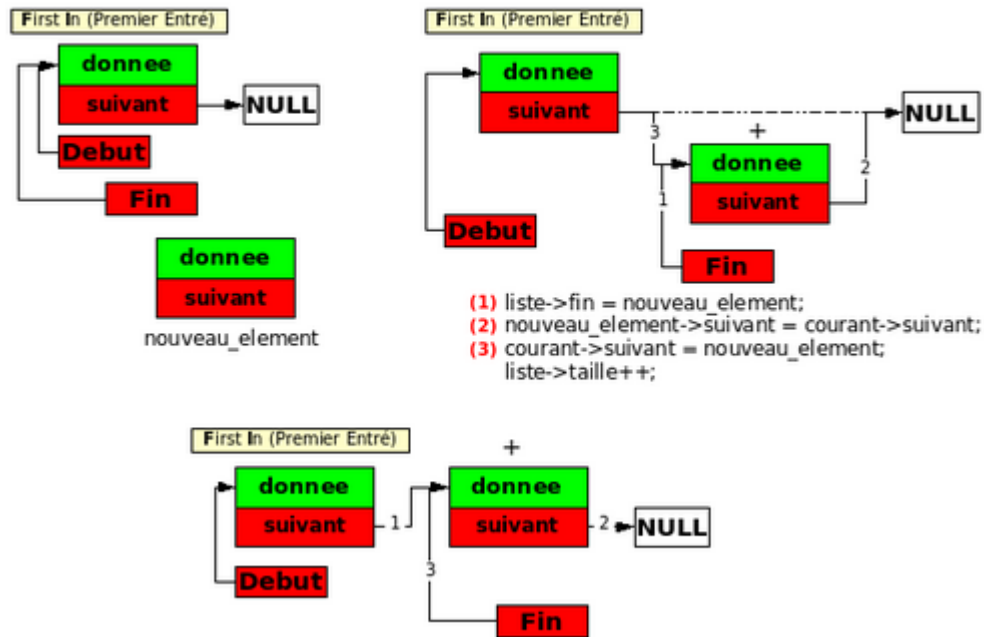 First In (Premier Entré)
donnee
suivant
NULL
Debut
Fin
donnee
suivant
nouveau_element
First In (Premier Entré)
donnee
suivant
NULL
3
+
donnee
2
1
suivant
Debut
Fin
(1) liste->fin = nouveau_element;
(2) nouveau_element->suivant = courant->suivant;
(3) courant->suivant = nouveau_element;
liste->taille++;
First In (Premier Entré)
+
donnee
donnee
suivant
1
suivant
2
NULL
3
Debut
Fin